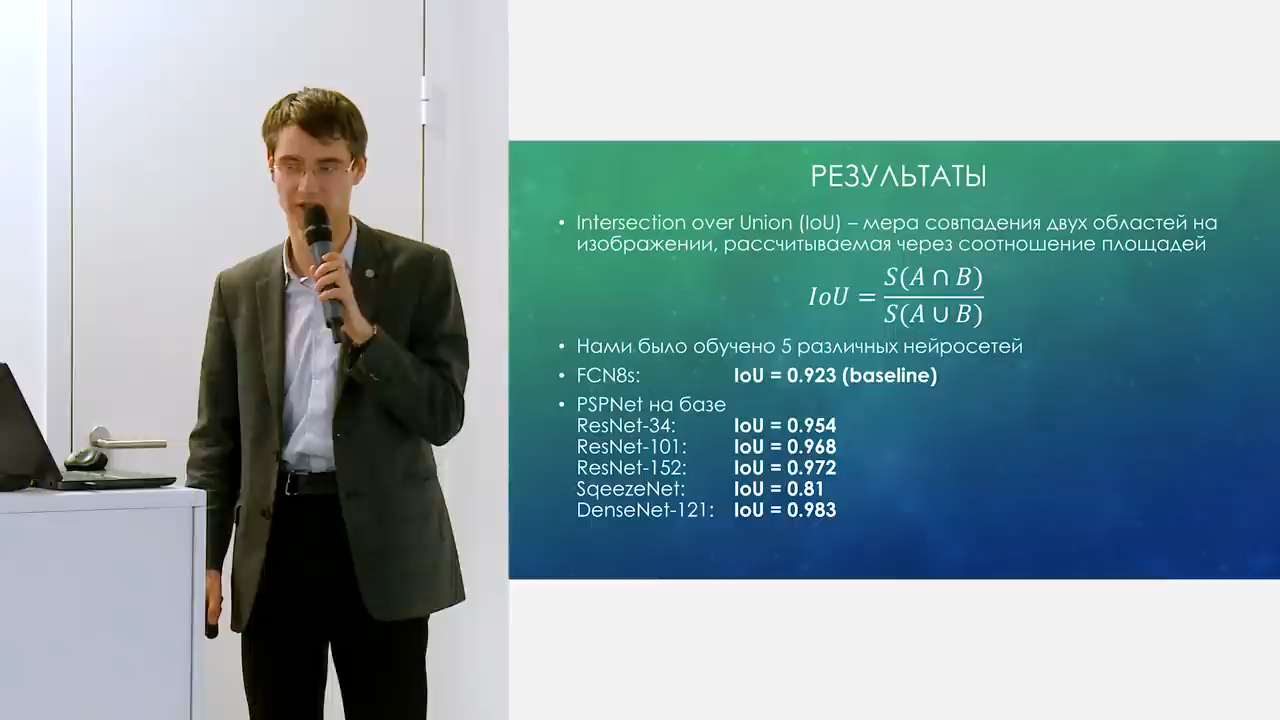 РЕЗУЛЬТАТЫ
• Intersection over Union (IoU) – мера совпадения двух областей на
изображении, рассчитываемая через соотношение площадей
IoU = S(A ∩ B) / S(A ∪ B)
• Нами было обучено 5 различных нейросетей
• FCN8s: IoU = 0.923 (baseline)
• PSPNet на базе
ResNet-34: IoU = 0.954
ResNet-101: IoU = 0.968
ResNet-152: IoU = 0.972
SqeezeNet: IoU = 0.81
DenseNet-121: IoU = 0.983